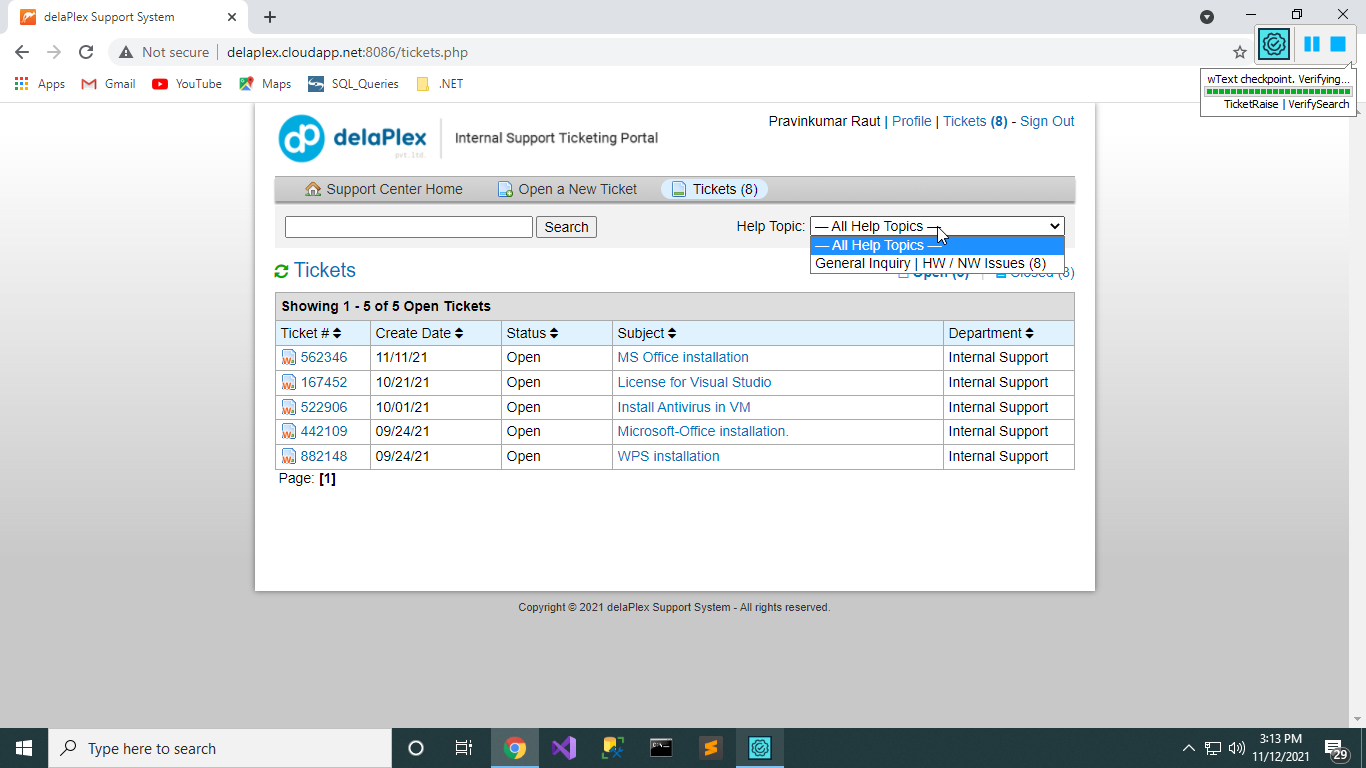 delaPlex Support System
Not secure | delaplex.cloudapp.net:8086/tickets.php
Apps Gmail YouTube Maps SQL_Queries .NET
wText checkpoint. Verifying...
TicketRaise | VerifySearch
dp delaPlex pvt.ltd. Internal Support Ticketing Portal
Pravinkumar Raut | Profile | Tickets (8) - Sign Out
Support Center Home Open a New Ticket Tickets (8)
Search Help Topic: — All Help Topics —
— All Help Topics —
General Inquiry | HW / NW Issues (8)
Tickets
Showing 1 - 5 of 5 Open Tickets
Ticket # Create Date Status Subject Department
562346 11/11/21 Open MS Office installation Internal Support
167452 10/21/21 Open License for Visual Studio Internal Support
522906 10/01/21 Open Install Antivirus in VM Internal Support
442109 09/24/21 Open Microsoft-Office installation. Internal Support
882148 09/24/21 Open WPS installation Internal Support
Page: [1]
Copyright © 2021 delaPlex Support System - All rights reserved.
Type here to search
3:13 PM
11/12/2021
29